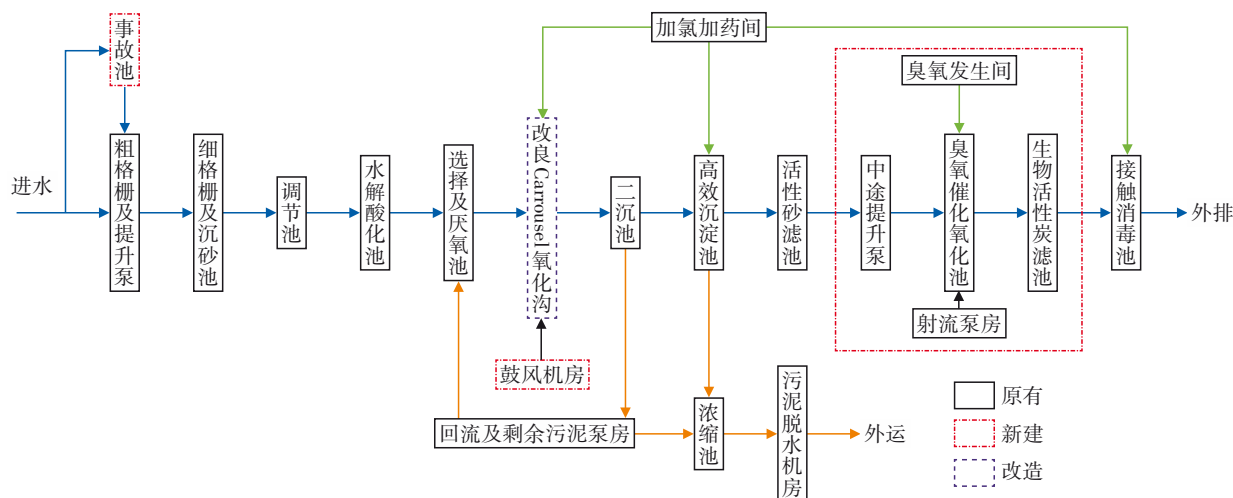 加氯加药间
事故池
臭氧发生间
进水
粗格栅及提升泵
细格栅及沉砂池
调节池
水解酸化池
选择及厌氧池
改良Carrousel氧化沟
二沉池
高效沉淀池
活性砂滤池
中途提升泵
臭氧催化氧化池
生物活性炭滤池
接触消毒池
外排
射流泵房
鼓风机房
回流及剩余污泥泵房
浓缩池
污泥脱水机房
外运
原有
新建
改造